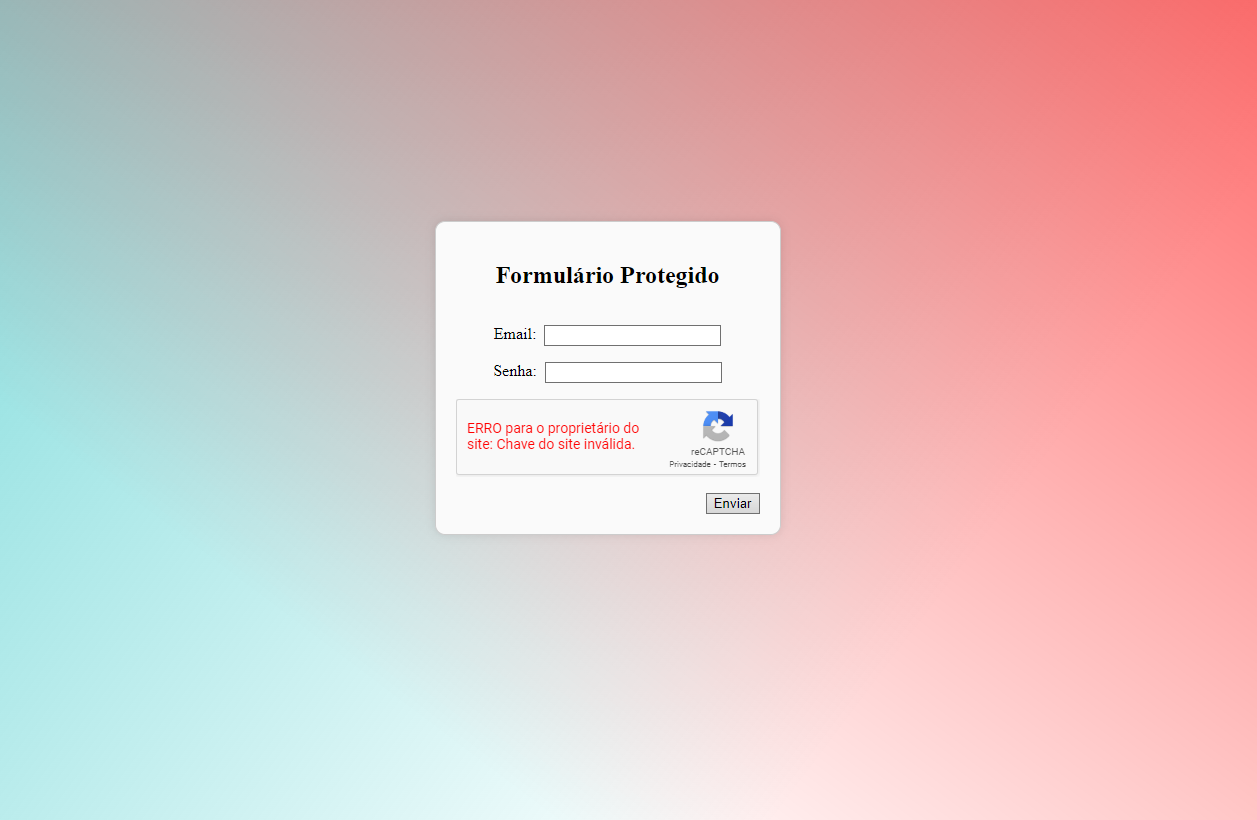 Formulário Protegido
Email:
Senha:
ERRO para o proprietário do
site: Chave do site inválida.
reCAPTCHA
Privacidade - Termos
Enviar